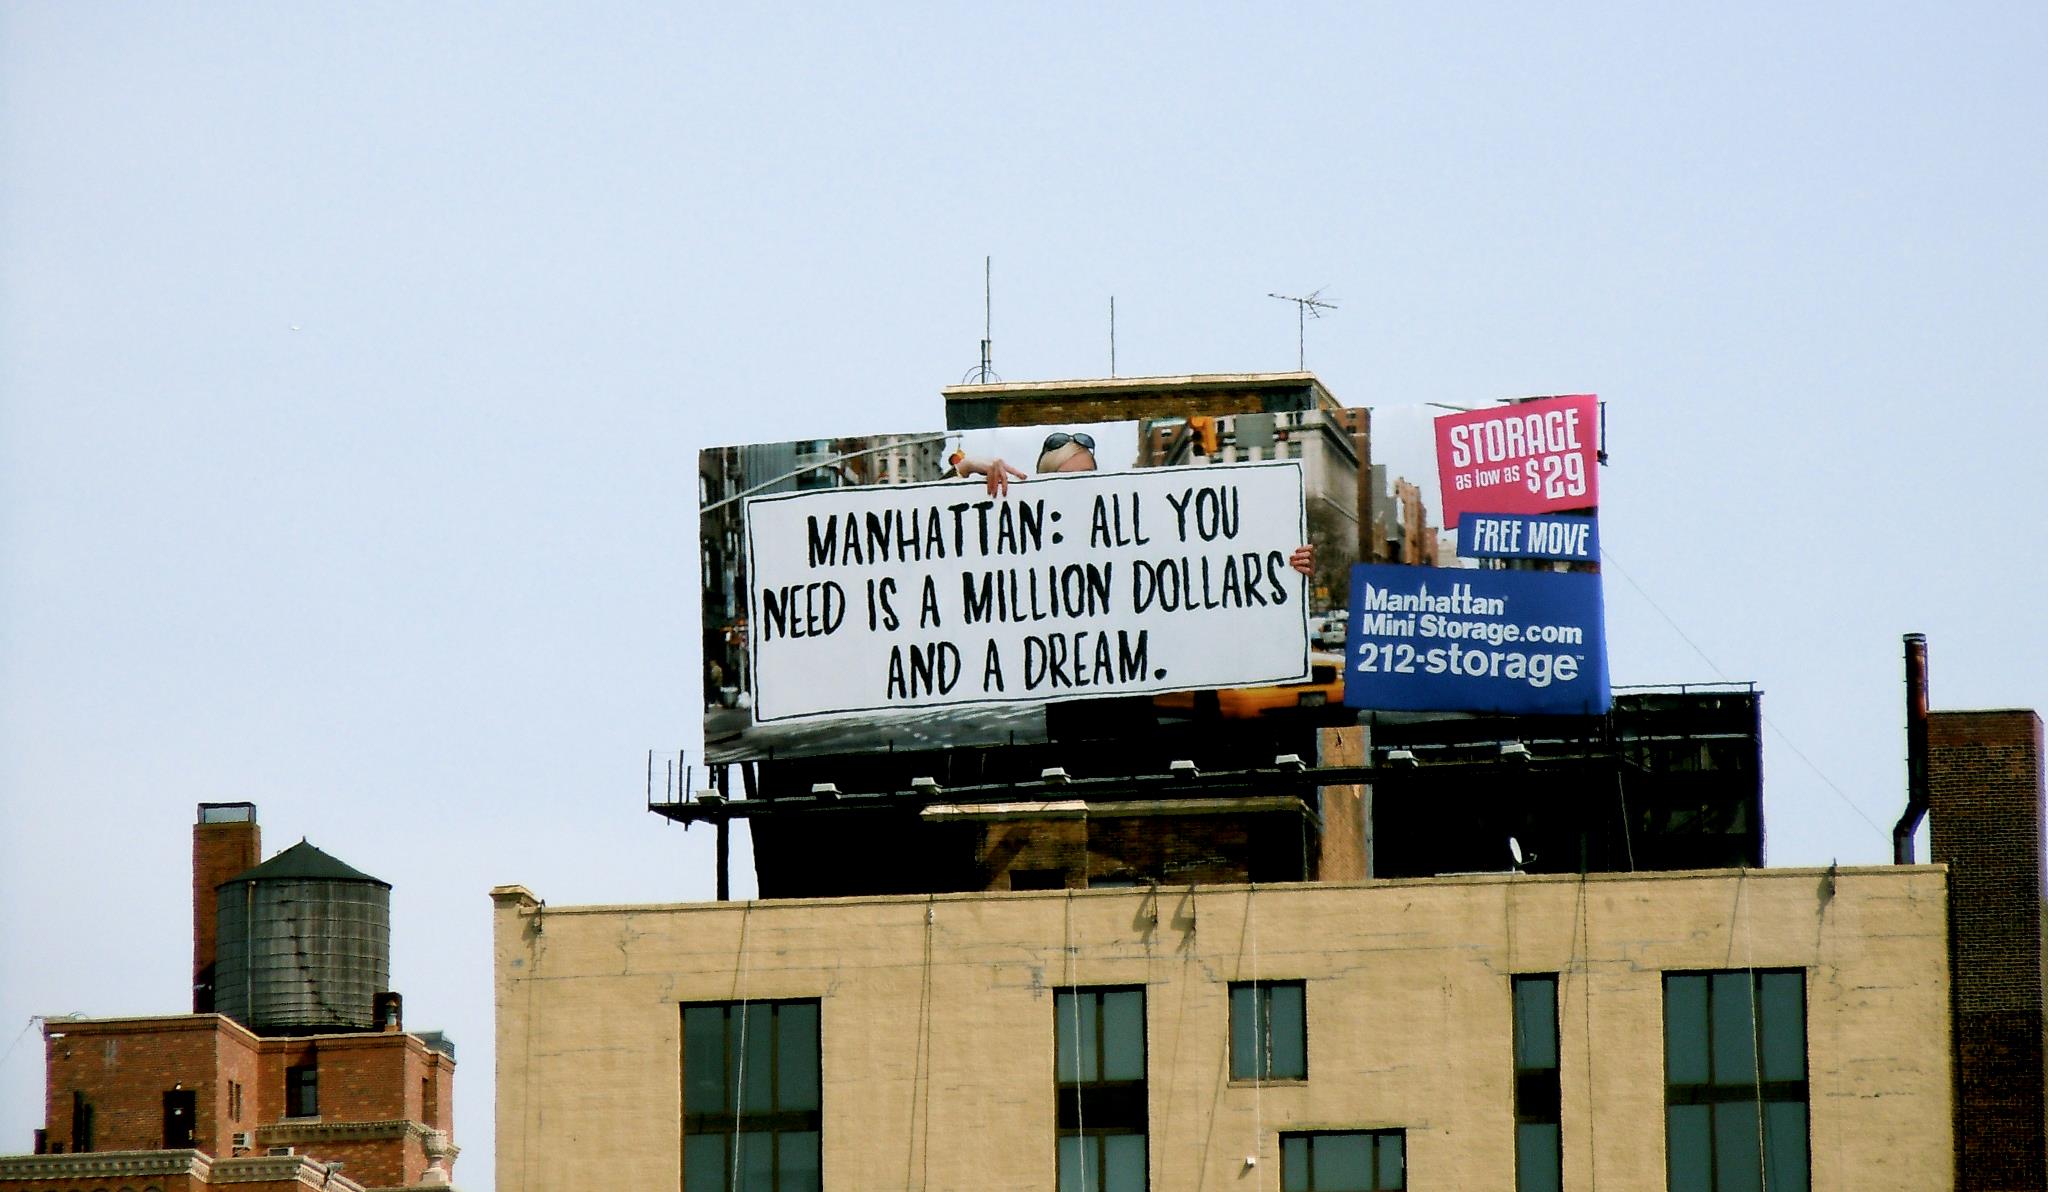 MANHATTAN: ALL YOU
NEED IS A MILLION DOLLARS
AND A DREAM.
STORAGE
as low as $29
FREE MOVE
Manhattan®
Mini Storage.com
212-storage™